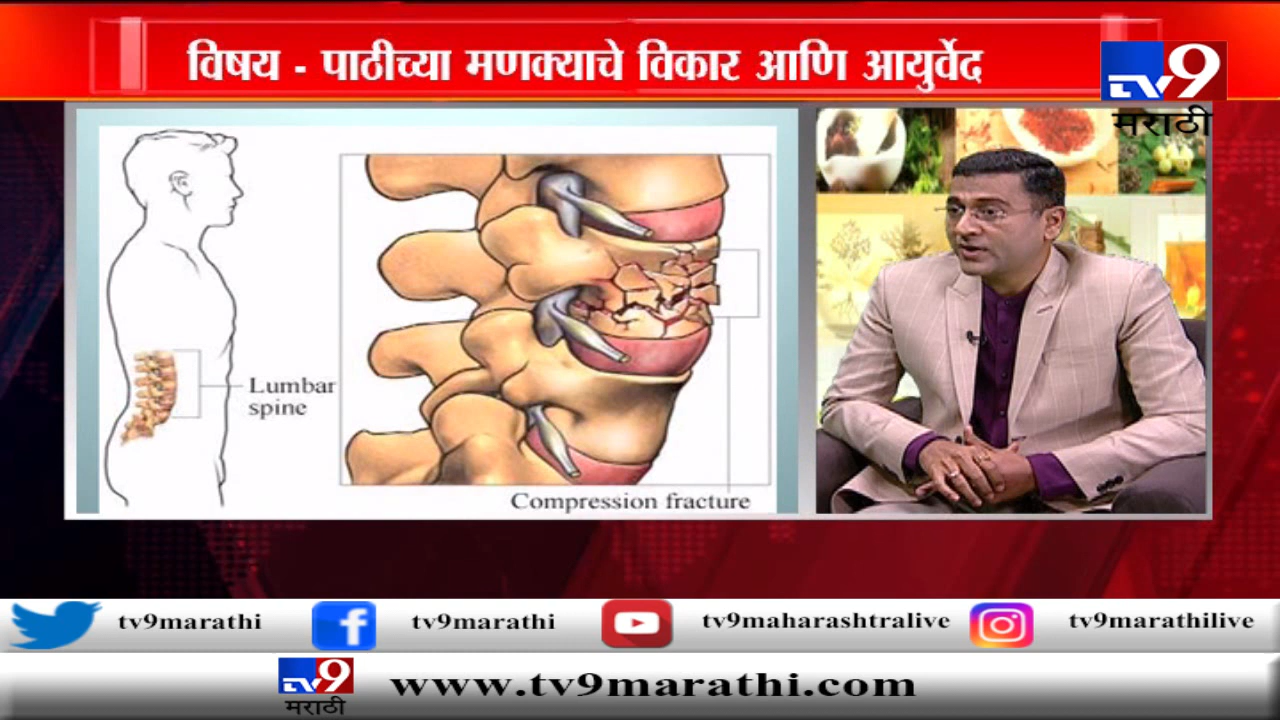 विषय - पाठीच्या मणक्याचे विकार आणि आयुर्वेद
TV9
मराठी
Lumbar
spine
Compression fracture
tv9marathi
tv9marathi
tv9maharashtralive
tv9marathilive
TV9
मराठी
www.tv9marathi.com